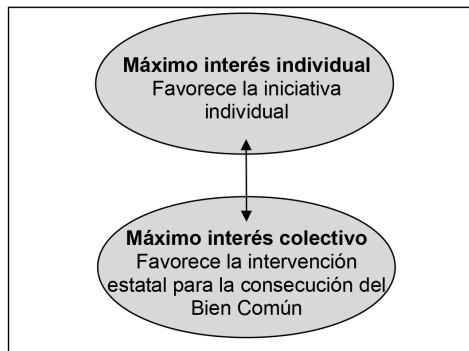 Máximo interés individual
Favorece la iniciativa
individual
Máximo interés colectivo
Favorece la intervención
estatal para la consecución del
Bien Común